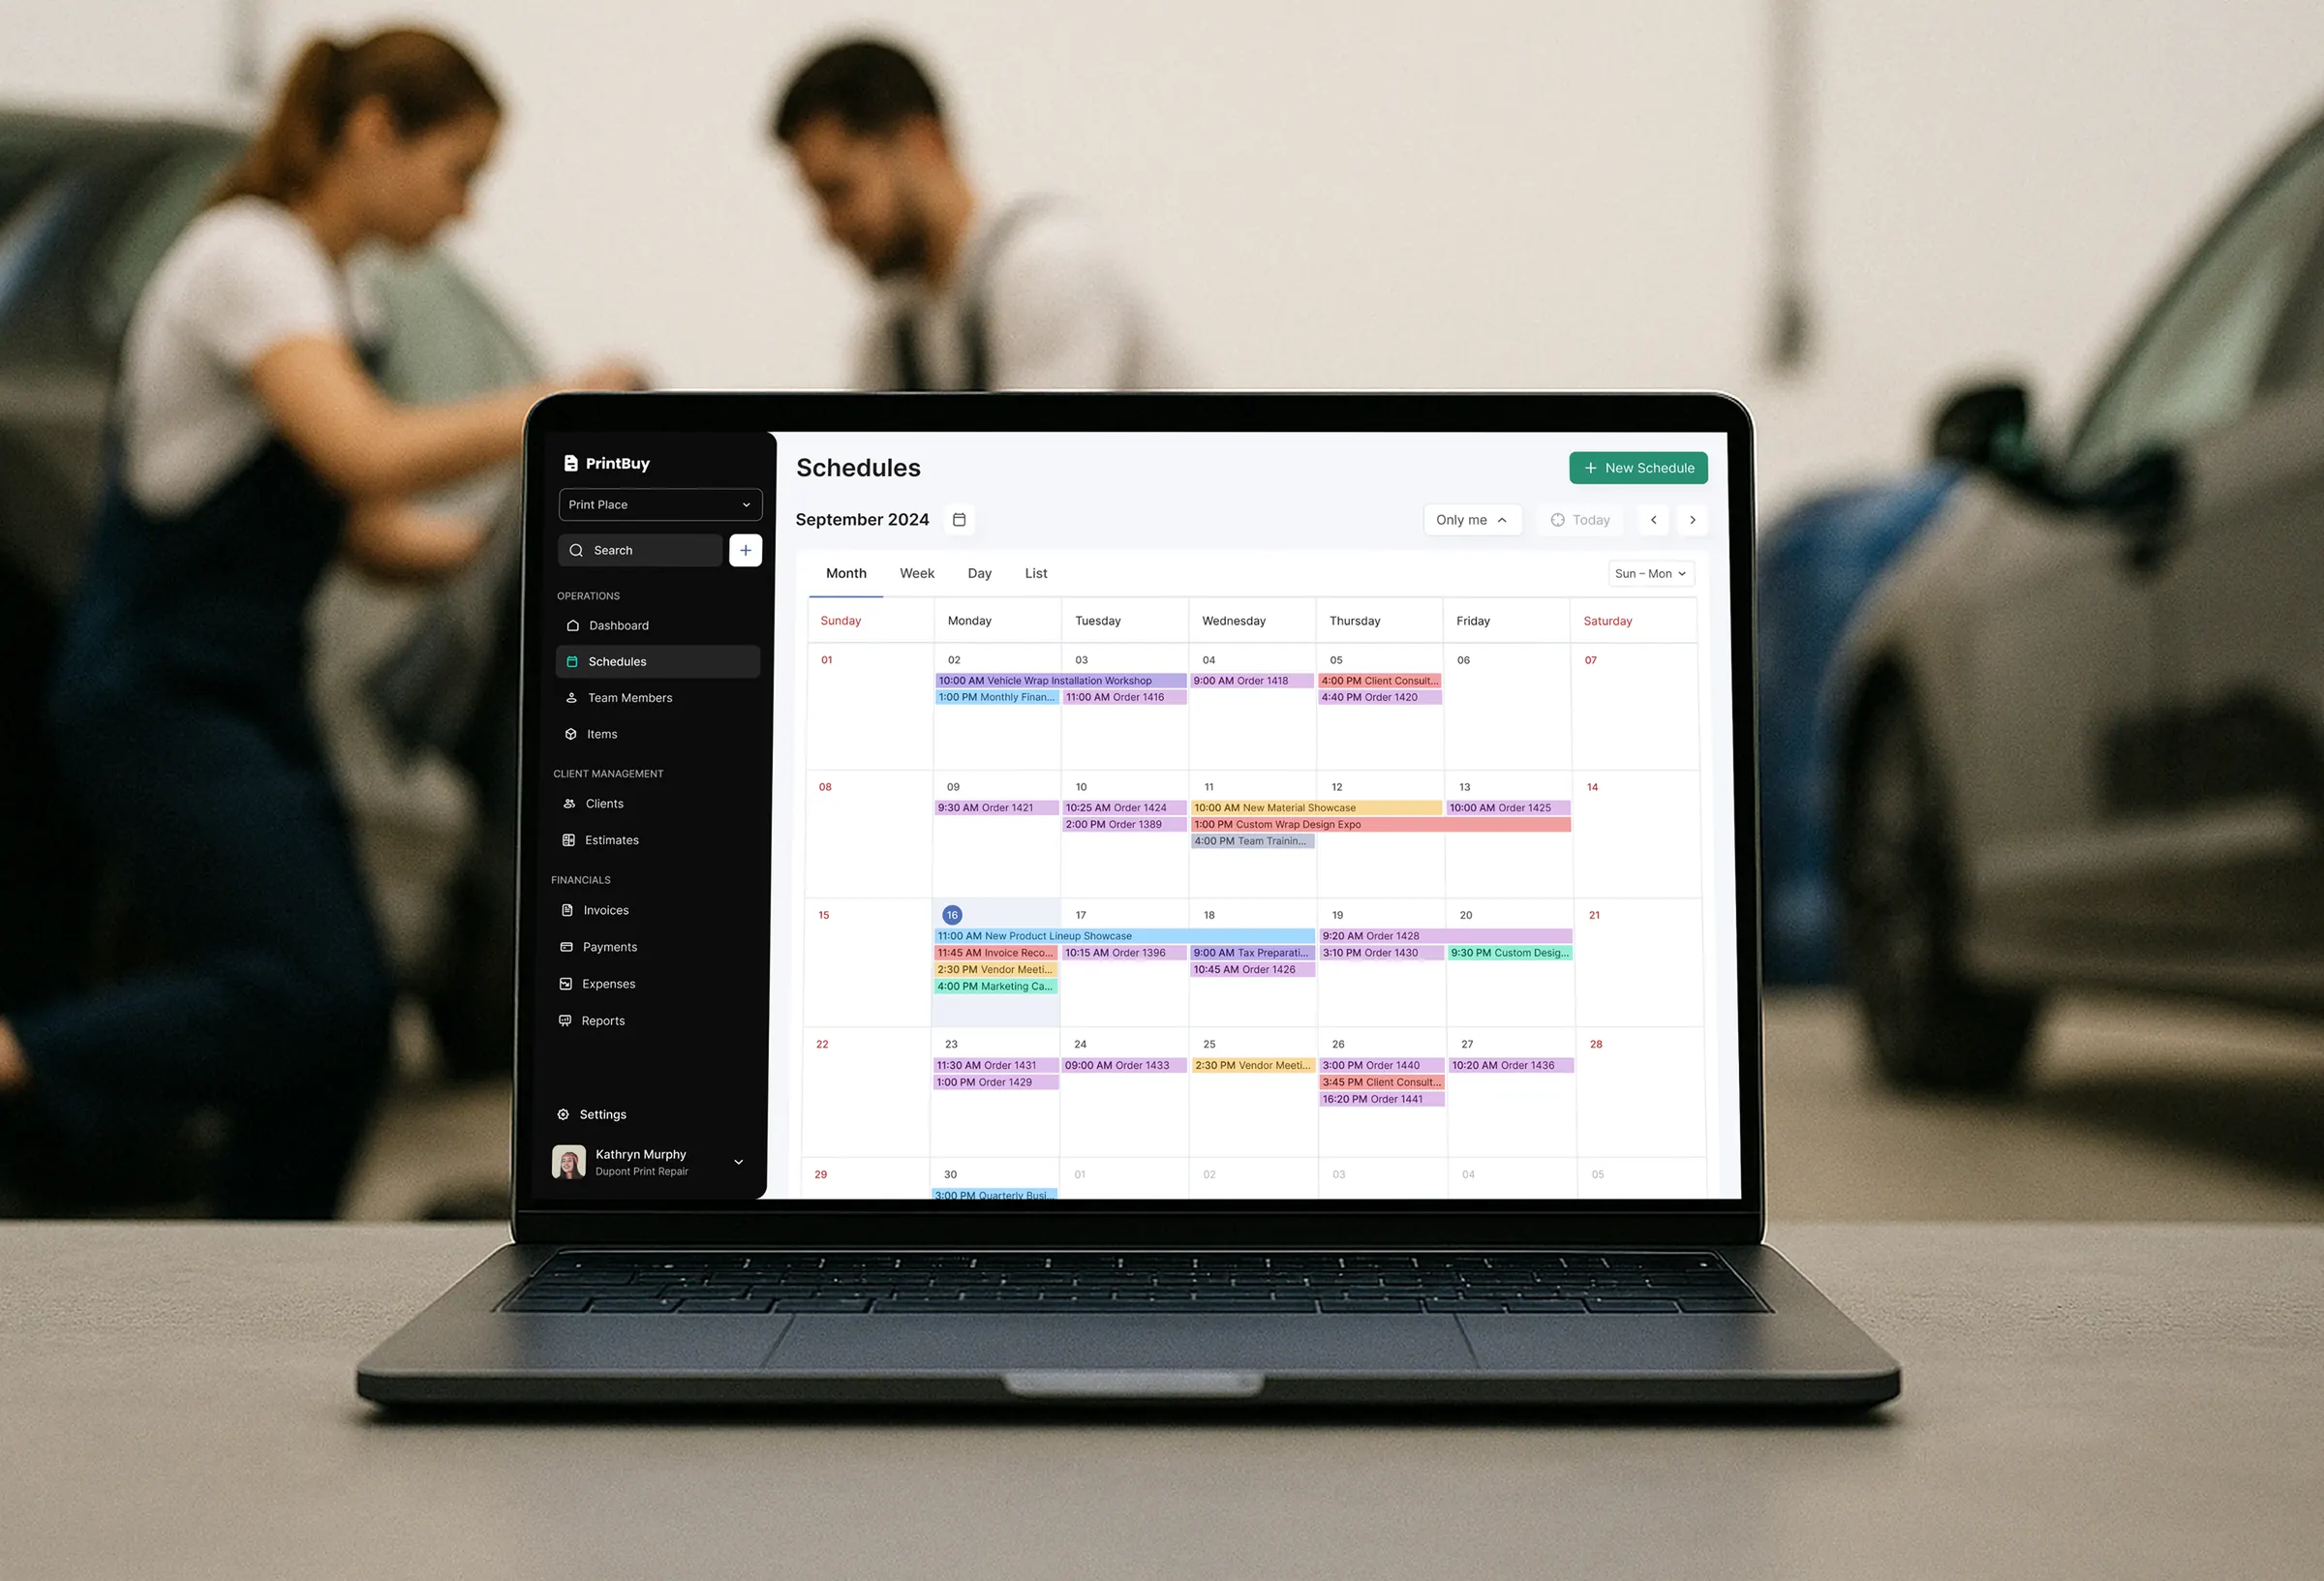 PrintBuy
Print Place
Search
OPERATIONS
Dashboard
Schedules
Team Members
Items
CLIENT MANAGEMENT
Clients
Estimates
FINANCIALS
Invoices
Payments
Expenses
Reports
Settings
Kathryn Murphy
Dupont Print Repair
Schedules
+ New Schedule
September 2024
Only me
Today
Month Week Day List
Sun – Mon
Sunday Monday Tuesday Wednesday Thursday Friday Saturday
01 02 03 04 05 06 07
10:00 AM Vehicle Wrap Installation Workshop 9:00 AM Order 1418 4:00 PM Client Consult...
1:00 PM Monthly Finan... 11:00 AM Order 1416 4:40 PM Order 1420
08 09 10 11 12 13 14
9:30 AM Order 1421 10:25 AM Order 1424 10:00 AM New Material Showcase 10:00 AM Order 1425
2:00 PM Order 1389 1:00 PM Custom Wrap Design Expo
4:00 PM Team Trainin...
15 16 17 18 19 20 21
11:00 AM New Product Lineup Showcase 9:20 AM Order 1428
11:45 AM Invoice Reco... 10:15 AM Order 1396 9:00 AM Tax Preparati... 3:10 PM Order 1430 9:30 PM Custom Desig...
2:30 PM Vendor Meeti... 10:45 AM Order 1426
4:00 PM Marketing Ca...
22 23 24 25 26 27 28
11:30 AM Order 1431 09:00 AM Order 1433 2:30 PM Vendor Meeti... 3:00 PM Order 1440 10:20 AM Order 1436
1:00 PM Order 1429 3:45 PM Client Consult...
16:20 PM Order 1441
29 30 01 02 03 04 05
3:00 PM Quarterly Busi...